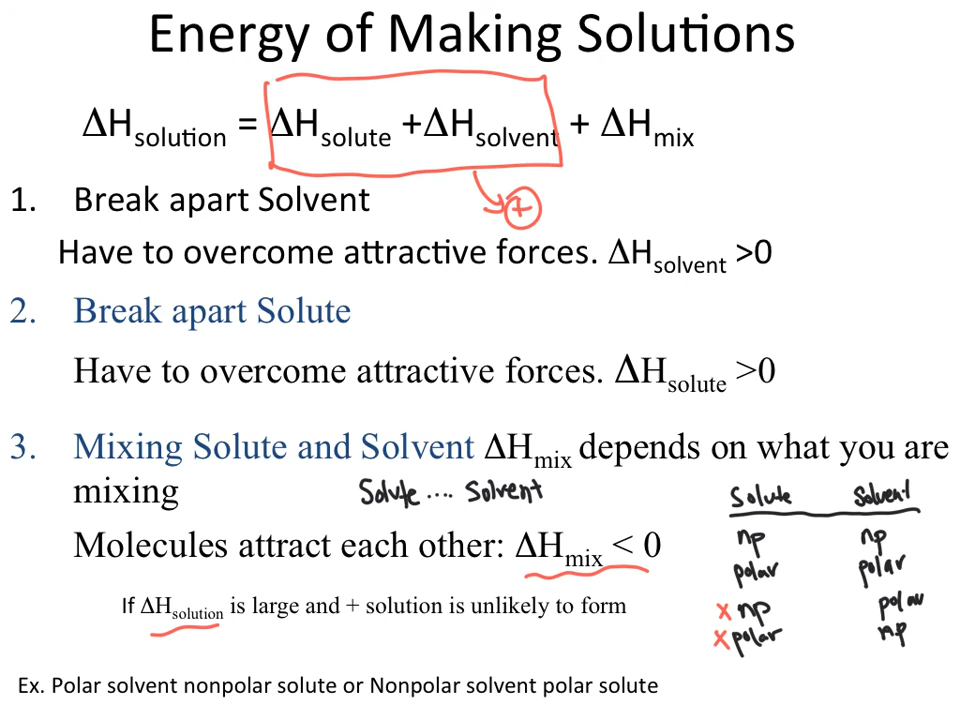 Energy of Making Solutions
ΔHsolution = ΔHsolute +ΔHsolvent + ΔHmix
+
1. Break apart Solvent
Have to overcome attractive forces. ΔHsolvent >0
2. Break apart Solute
Have to overcome attractive forces. ΔHsolute >0
3. Mixing Solute and Solvent ΔHmix depends on what you are
mixing
Solute .... Solvent
Molecules attract each other: ΔHmix < 0
If ΔHsolution is large and + solution is unlikely to form
Solute Solvent
np np
polar polar
x np polar
x polar np
Ex. Polar solvent nonpolar solute or Nonpolar solvent polar solute